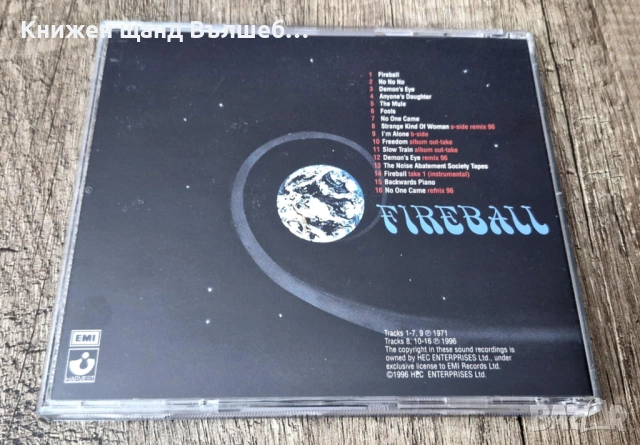 Книжен Щанд Вълшеб...
1 Fireball
2 No No No
3 Demon's Eye
4 Anyone's Daughter
5 The Mule
6 Fools
7 No One Came
8 Strange Kind Of Woman a-side remix 96
9 I'm Alone b-side
10 Freedom album out-take
11 Slow Train album out-take
12 Demon's Eye remix 96
13 The Noise Abatement Society Tapes
14 Fireball take 1 (instrumental)
15 Backwards Piano
16 No One Came remix 96
FIREBALL
EMI
HARVEST
Tracks 1-7, 9 ℗ 1971
Tracks 8, 10-16 ℗ 1996
The copyright in these sound recordings is
owned by HEC ENTERPRISES Ltd., under
exclusive license to EMI Records Ltd.
©1996 HEC ENTERPRISES Ltd.